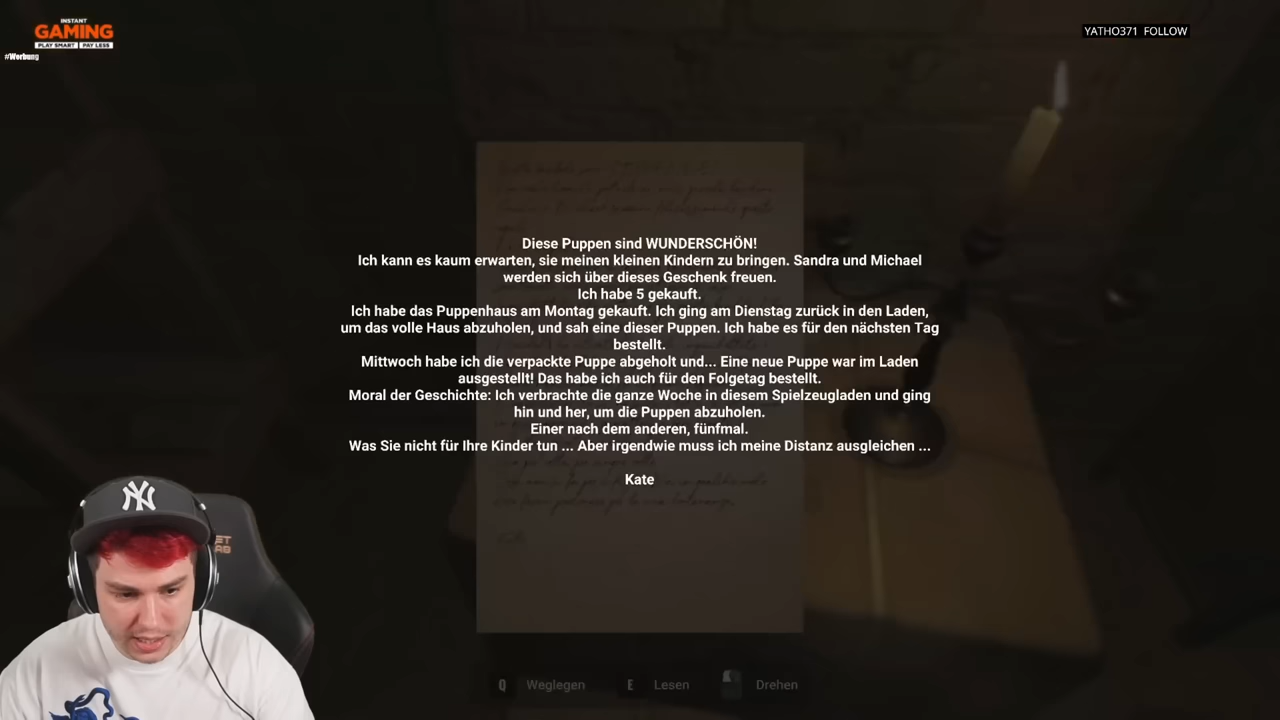 INSTANT
GAMING
PLAY SMART | PAY LESS
#Werbung
YATHO371 FOLLOW
Diese Puppen sind WUNDERSCHÖN!
Ich kann es kaum erwarten, sie meinen kleinen Kindern zu bringen. Sandra und Michael
werden sich über dieses Geschenk freuen.
Ich habe 5 gekauft.
Ich habe das Puppenhaus am Montag gekauft. Ich ging am Dienstag zurück in den Laden,
um das volle Haus abzuholen, und sah eine dieser Puppen. Ich habe es für den nächsten Tag
bestellt.
Mittwoch habe ich die verpackte Puppe abgeholt und... Eine neue Puppe war im Laden
ausgestellt! Das habe ich auch für den Folgetag bestellt.
Moral der Geschichte: Ich verbrachte die ganze Woche in diesem Spielzeugladen und ging
hin und her, um die Puppen abzuholen.
Einer nach dem anderen, fünfmal.
Was Sie nicht für Ihre Kinder tun ... Aber irgendwie muss ich meine Distanz ausgleichen ...
Kate
NY
Q Weglegen E Lesen Drehen